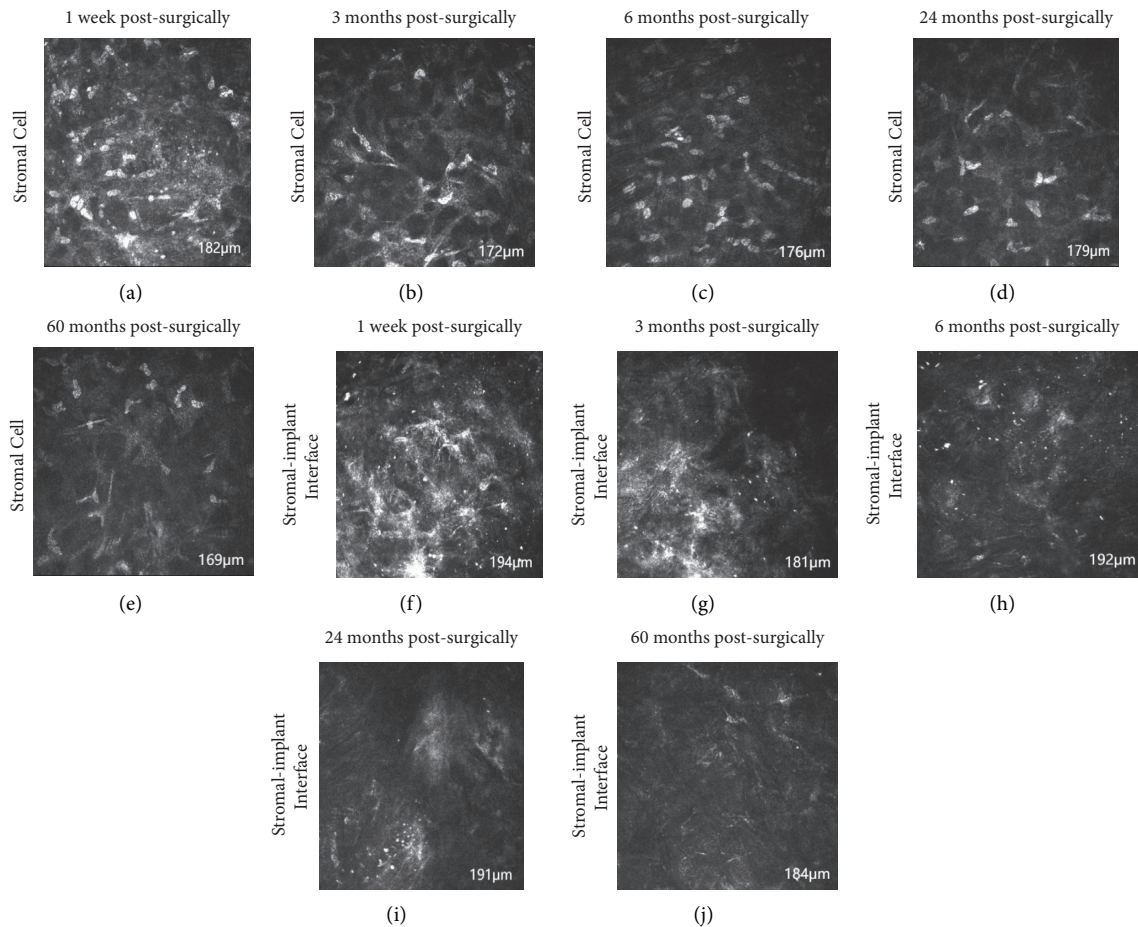 1 week post-surgically
3 months post-surgically
6 months post-surgically
24 months post-surgically
Stromal Cell
182μm
Stromal Cell
172μm
Stromal Cell
176μm
Stromal Cell
179μm
(a)
(b)
(c)
(d)
60 months post-surgically
1 week post-surgically
3 months post-surgically
6 months post-surgically
Stromal Cell
169μm
Stromal-implant
Interface
194μm
Stromal-implant
Interface
181μm
Stromal-implant
Interface
192μm
(e)
(f)
(g)
(h)
24 months post-surgically
60 months post-surgically
Stromal-implant
Interface
191μm
Stromal-implant
Interface
184μm
(i)
(j)